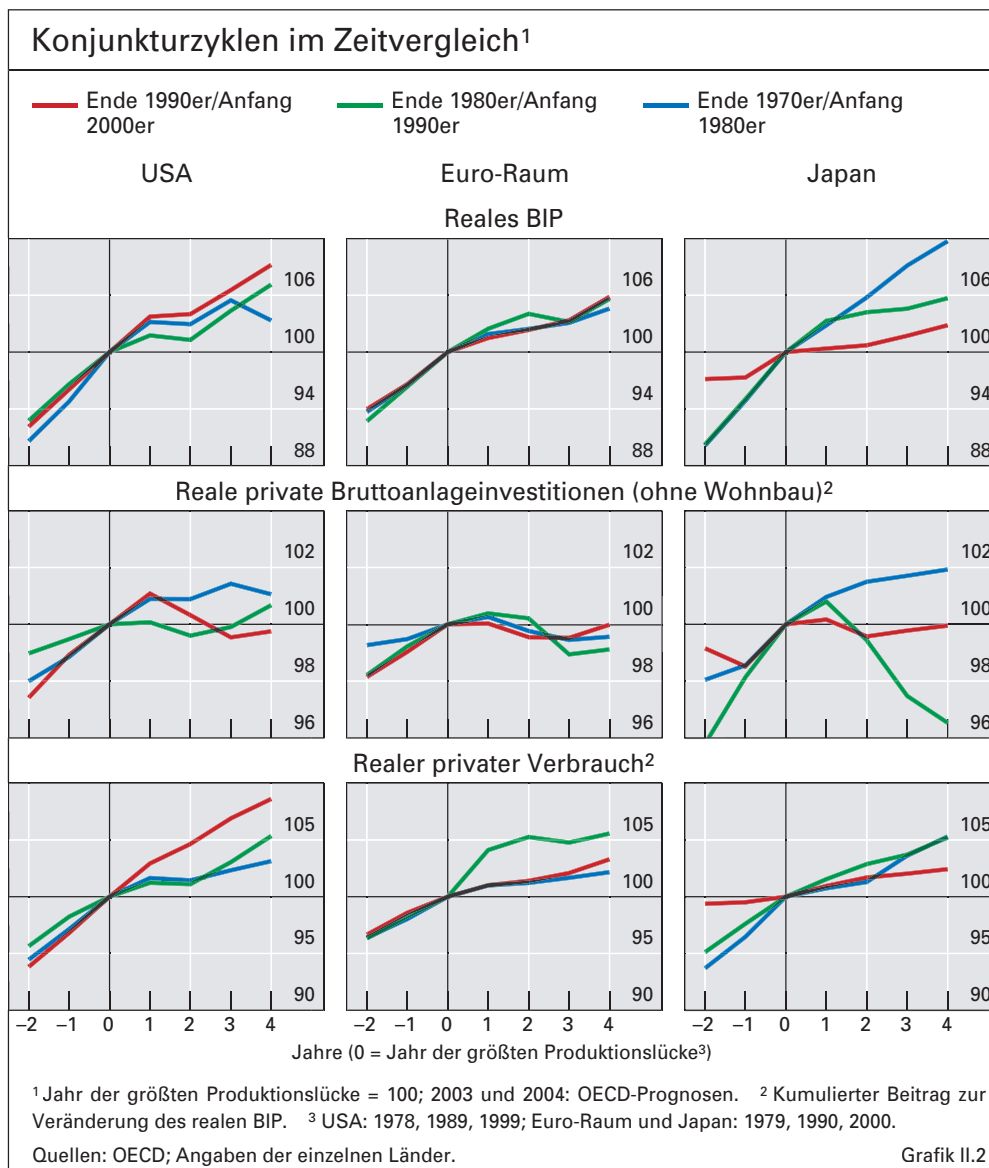 Konjunkturzyklen im Zeitvergleich¹
Ende 1990er/Anfang 2000er
Ende 1980er/Anfang 1990er
Ende 1970er/Anfang 1980er
USA
Euro-Raum
Japan
Reales BIP
106
106
106
100
100
100
94
94
94
88
88
88
Reale private Bruttoanlageinvestitionen (ohne Wohnbau)²
102
102
102
100
100
100
98
98
98
96
96
96
Realer privater Verbrauch²
105
105
105
100
100
100
95
95
95
90
90
90
–2 –1 0 1 2 3 4
–2 –1 0 1 2 3 4
–2 –1 0 1 2 3 4
Jahre (0 = Jahr der größten Produktionslücke³)
¹ Jahr der größten Produktionslücke = 100; 2003 und 2004: OECD-Prognosen. ² Kumulierter Beitrag zur
Veränderung des realen BIP. ³ USA: 1978, 1989, 1999; Euro-Raum und Japan: 1979, 1990, 2000.
Quellen: OECD; Angaben der einzelnen Länder. Grafik II.2